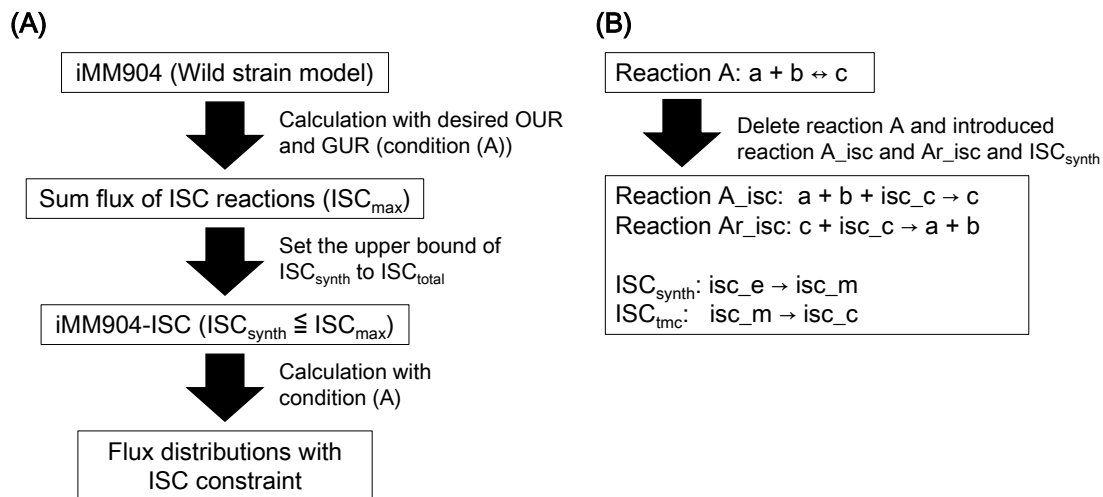 (A)
iMM904 (Wild strain model)
Calculation with desired OUR
and GUR (condition (A))
Sum flux of ISC reactions (ISCmax)
Set the upper bound of
ISCsynth to ISCtotal
iMM904-ISC (ISCsynth ≦ ISCmax)
Calculation with
condition (A)
Flux distributions with
ISC constraint
(B)
Reaction A: a + b ↔ c
Delete reaction A and introduced
reaction A_isc and Ar_isc and ISCsynth
Reaction A_isc: a + b + isc_c → c
Reaction Ar_isc: c + isc_c → a + b
ISCsynth: isc_e → isc_m
ISCtmc: isc_m → isc_c